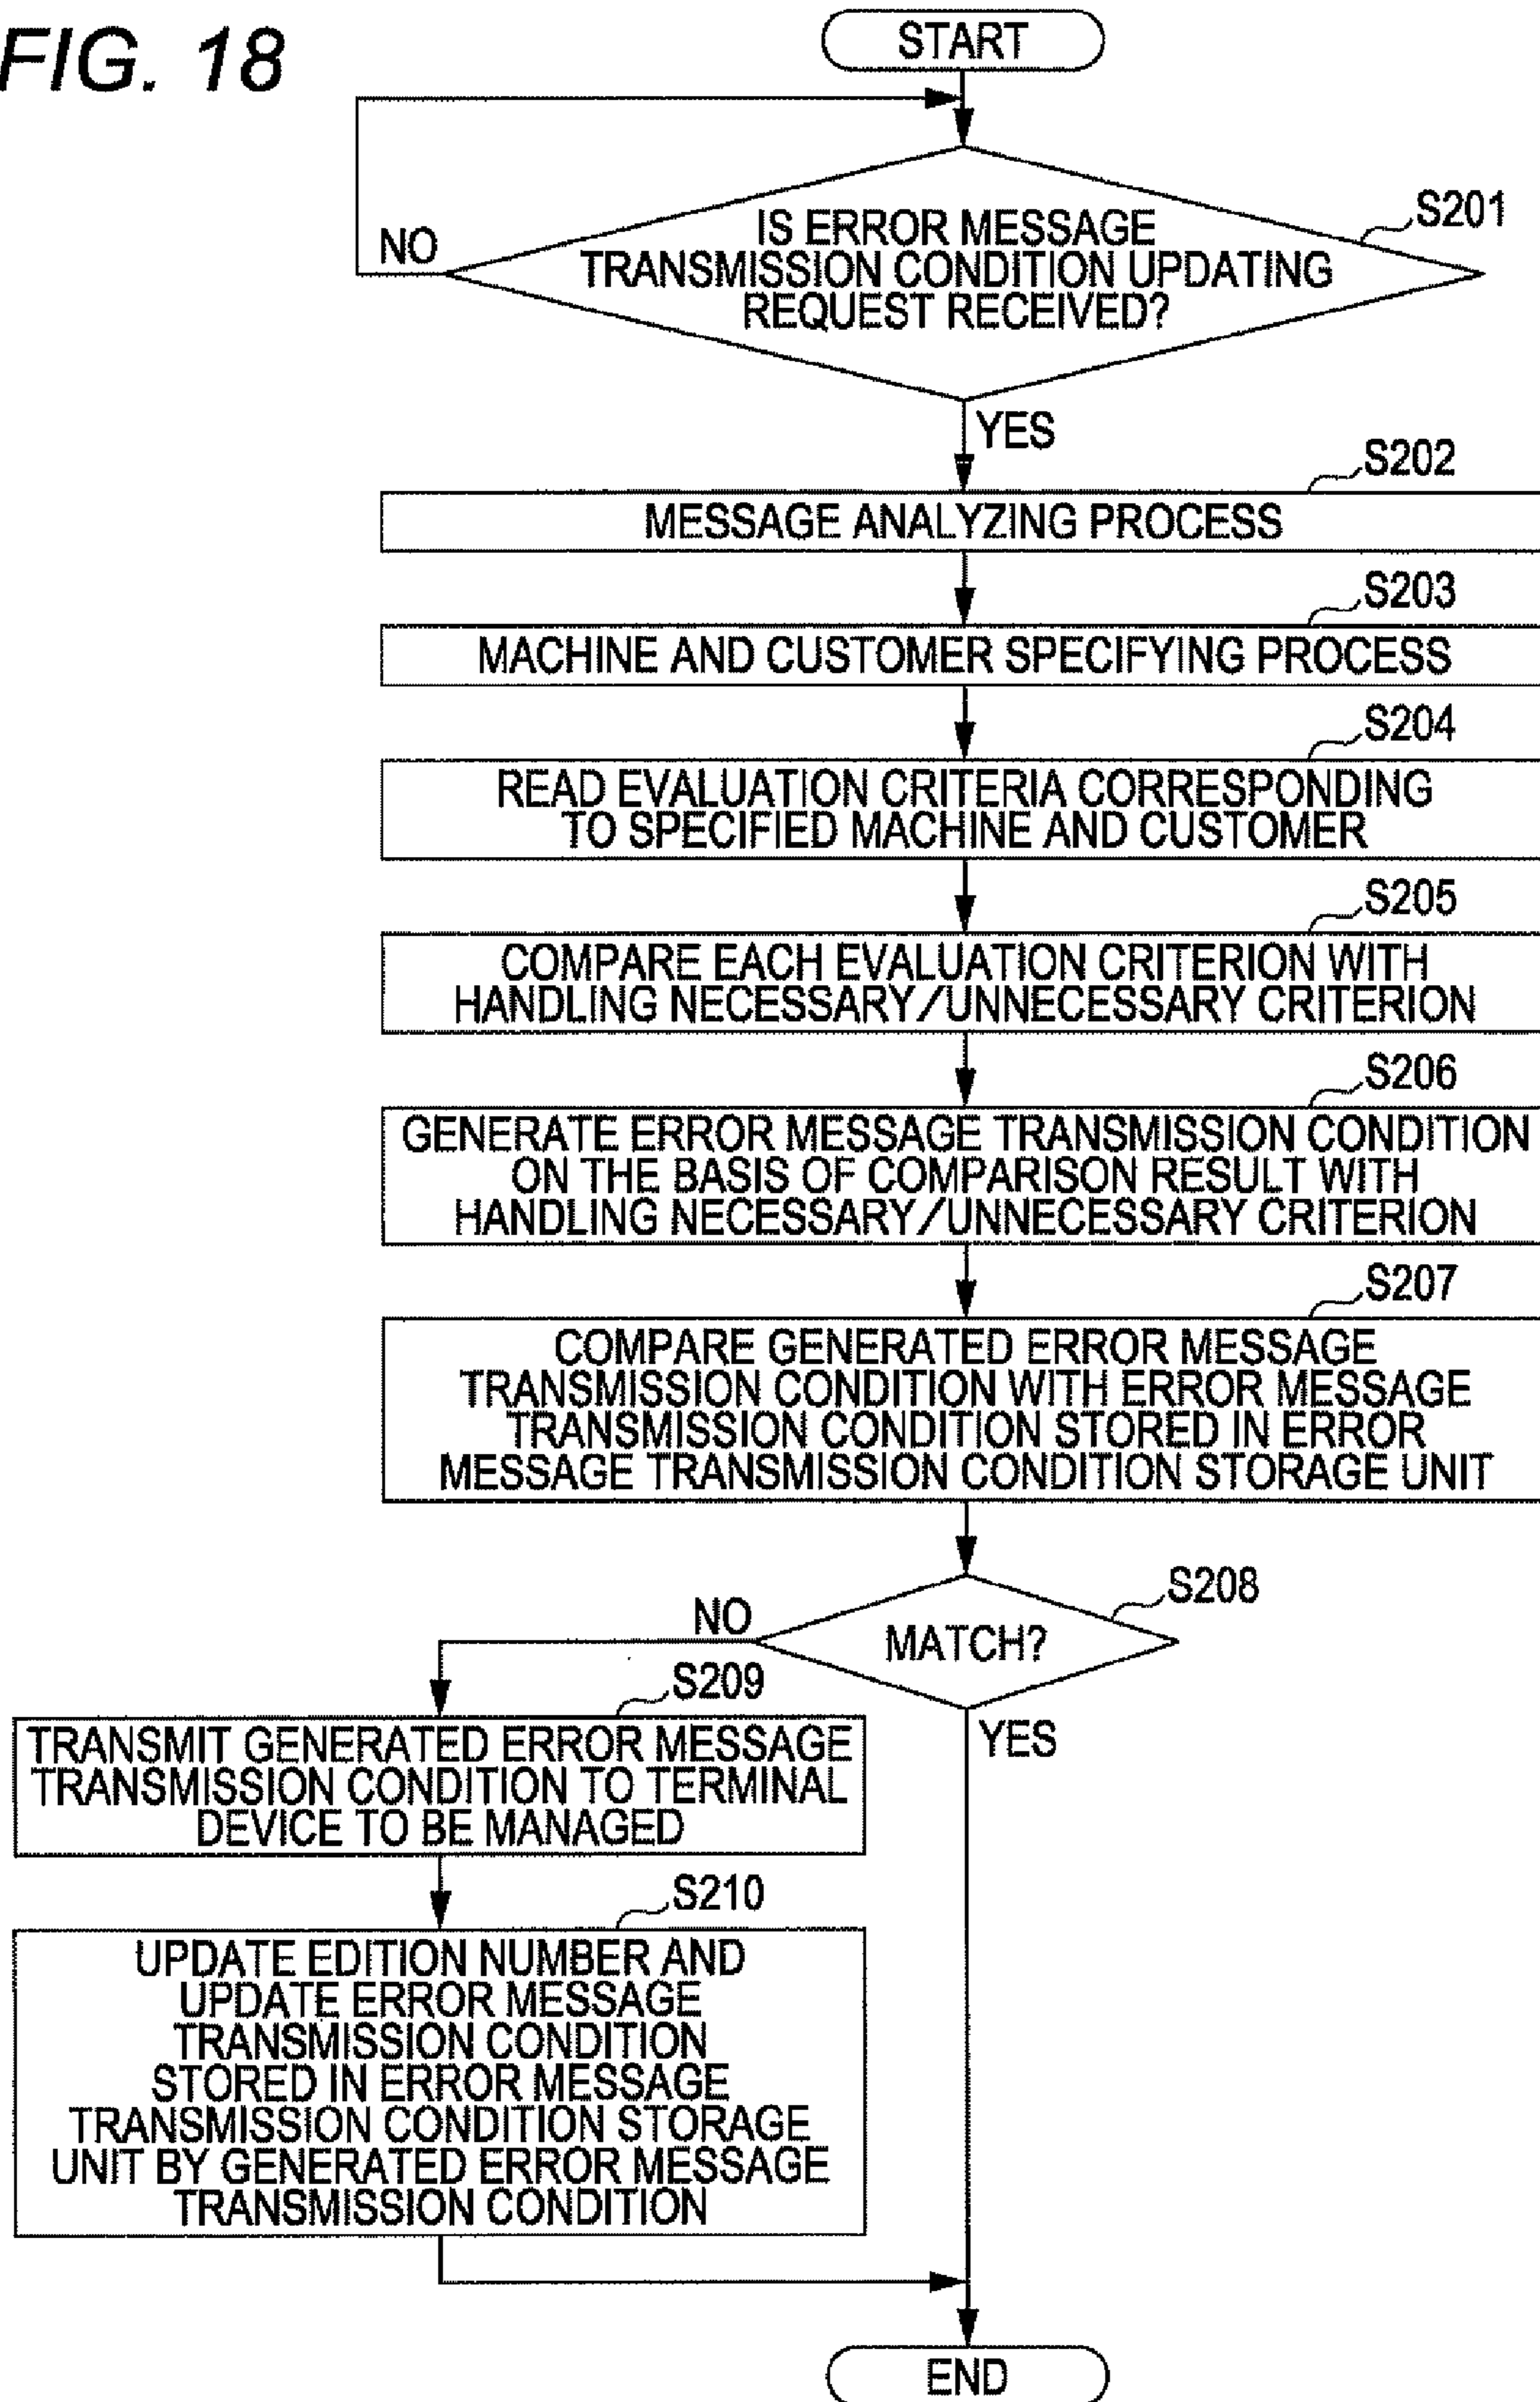 FIG. 18
START
IS ERROR MESSAGE
TRANSMISSION CONDITION UPDATING
REQUEST RECEIVED?
S201
NO
YES
S202
MESSAGE ANALYZING PROCESS
S203
MACHINE AND CUSTOMER SPECIFYING PROCESS
S204
READ EVALUATION CRITERIA CORRESPONDING
TO SPECIFIED MACHINE AND CUSTOMER
S205
COMPARE EACH EVALUATION CRITERION WITH
HANDLING NECESSARY/UNNECESSARY CRITERION
S206
GENERATE ERROR MESSAGE TRANSMISSION CONDITION
ON THE BASIS OF COMPARISON RESULT WITH
HANDLING NECESSARY/UNNECESSARY CRITERION
S207
COMPARE GENERATED ERROR MESSAGE
TRANSMISSION CONDITION WITH ERROR MESSAGE
TRANSMISSION CONDITION STORED IN ERROR
MESSAGE TRANSMISSION CONDITION STORAGE UNIT
S208
MATCH?
NO
YES
S209
TRANSMIT GENERATED ERROR MESSAGE
TRANSMISSION CONDITION TO TERMINAL
DEVICE TO BE MANAGED
S210
UPDATE EDITION NUMBER AND
UPDATE ERROR MESSAGE
TRANSMISSION CONDITION
STORED IN ERROR MESSAGE
TRANSMISSION CONDITION STORAGE
UNIT BY GENERATED ERROR MESSAGE
TRANSMISSION CONDITION
END